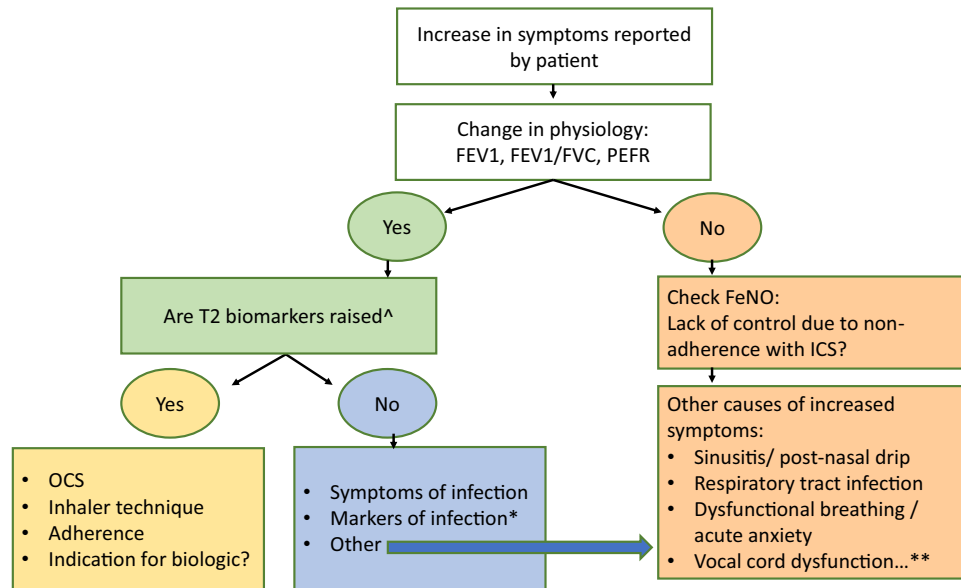 Increase in symptoms reported
by patient
Change in physiology:
FEV1, FEV1/FVC, PEFR
Yes
No
Are T2 biomarkers raised^
Check FeNO:
Lack of control due to non-
adherence with ICS?
Yes
No
• OCS
• Inhaler technique
• Adherence
• Indication for biologic?
• Symptoms of infection
• Markers of infection*
• Other
Other causes of increased
symptoms:
• Sinusitis/ post-nasal drip
• Respiratory tract infection
• Dysfunctional breathing /
acute anxiety
• Vocal cord dysfunction…**